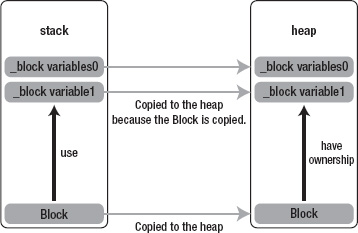 stack
heap
_block variables0
_block variables0
_block variable1
_block variable1
Copied to the heap
because the Block is copied.
use
have
ownership
Block
Block
Copied to the heap